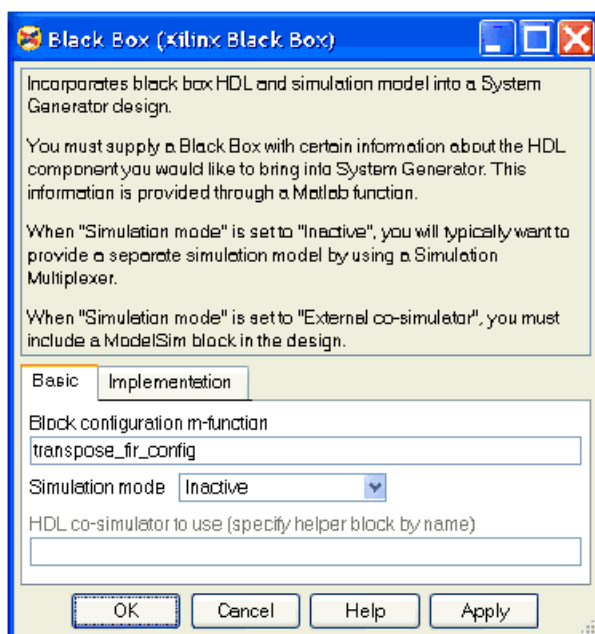 Black Box (Xilinx Black Box)
Incorporates black box HDL and simulation model into a System
Generator design.
You must supply a Black Box with certain information about the HDL
component you would like to bring into System Generator. This
information is provided through a Matlab function.
When "Simulation mode" is set to "Inactive", you will typically want to
provide a separate simulation model by using a Simulation
Multiplexer.
When "Simulation mode" is set to "External co-simulator", you must
include a ModelSim block in the design.
Basic Implementation
Block configuration m-function
transpose_fir_config
Simulation mode Inactive
HDL co-simulator to use (specify helper block by name)
OK Cancel Help Apply